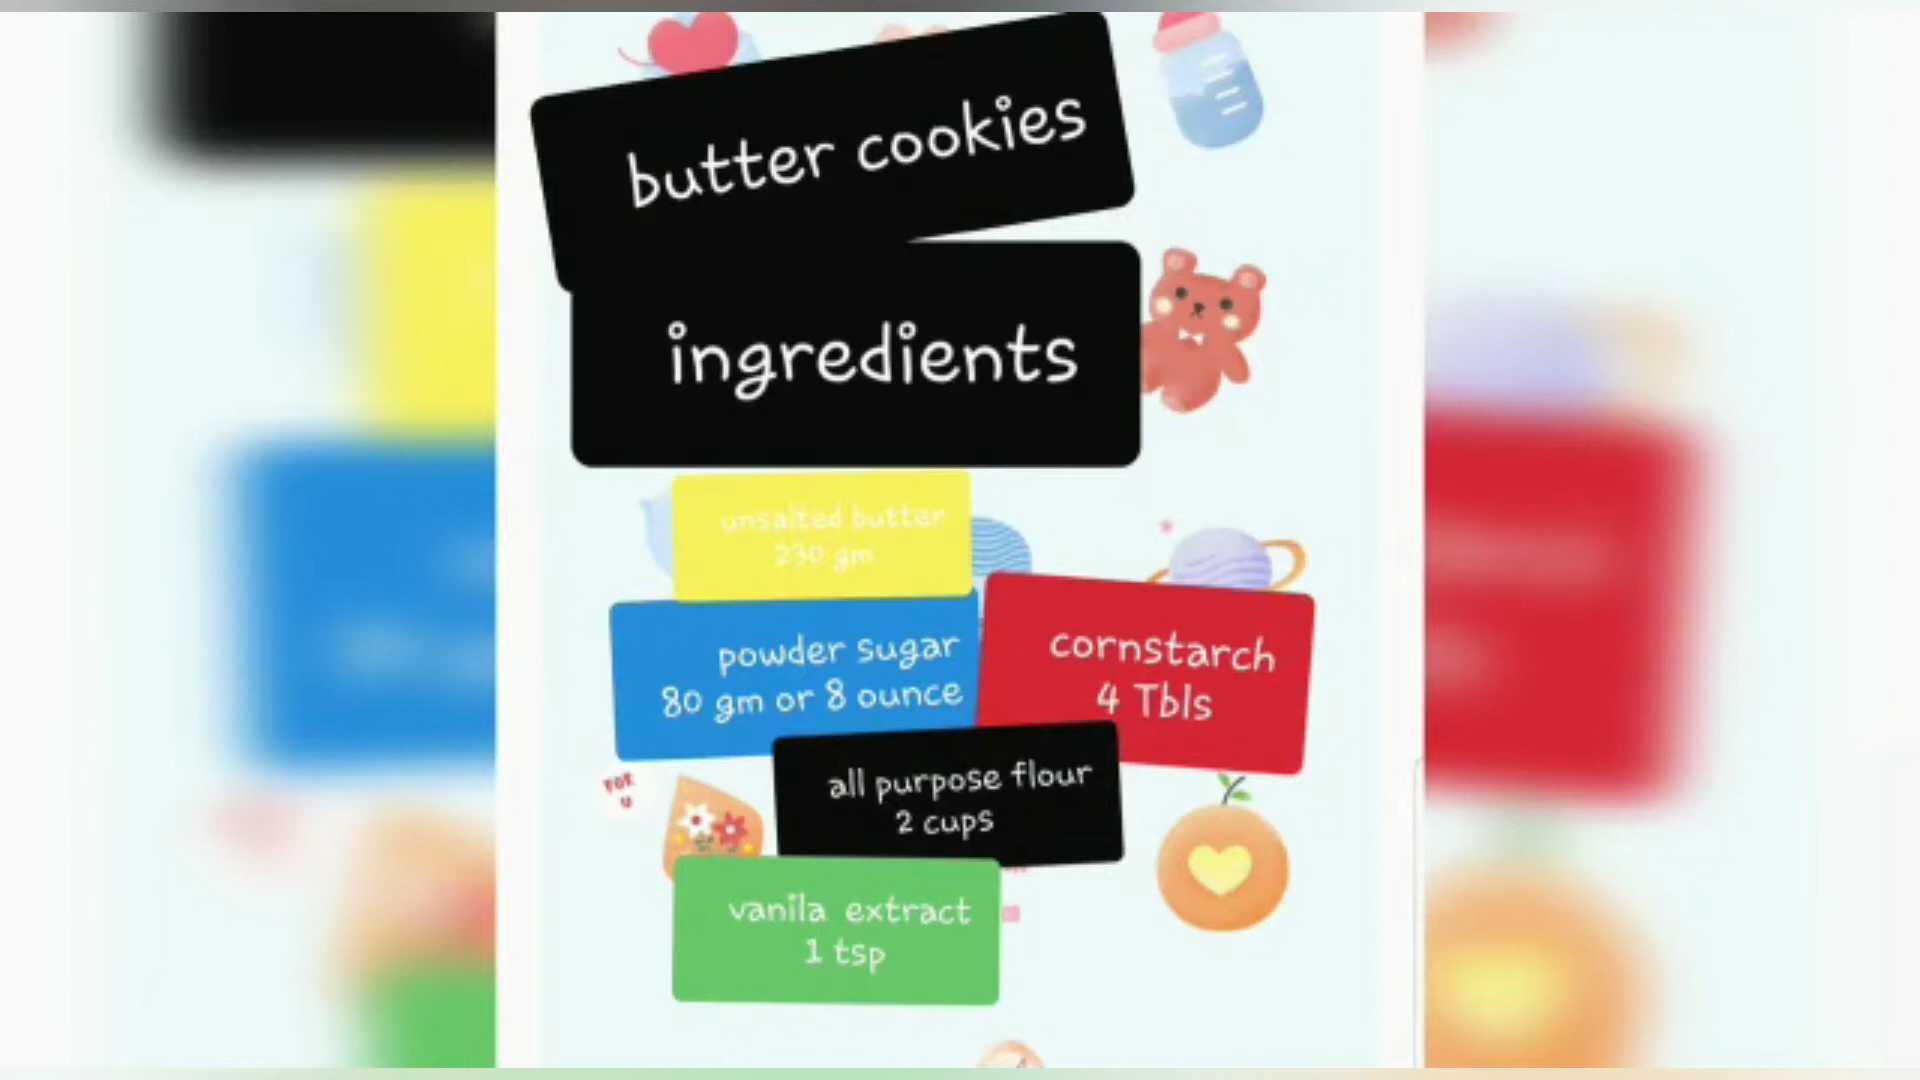 butter cookies
ingredients
unsalted butter
230 gm
powder sugar
80 gm or 8 ounce
cornstarch
4 Tbls
all purpose flour
2 cups
vanila extract
1 tsp
FOR
U